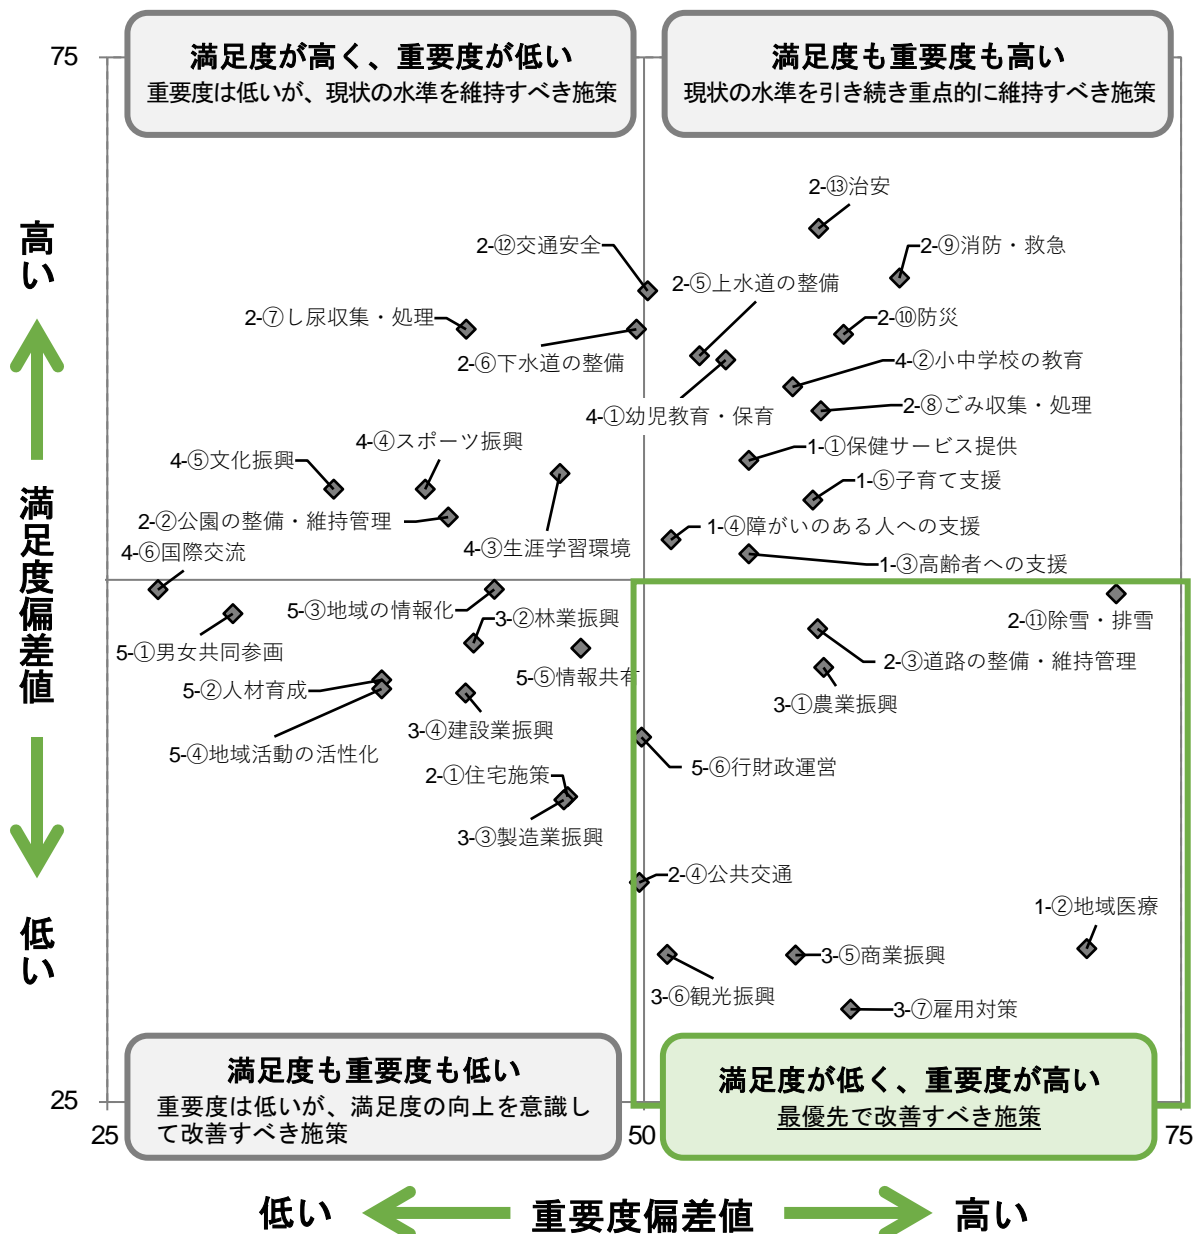 75
満足度が高く、重要度が低い
重要度は低いが、現状の水準を維持すべき施策
満足度も重要度も高い
現状の水準を引き続き重点的に維持すべき施策
高い
満足度偏差値
低い
2-⑬治安
2-⑫交通安全
2-⑨消防・救急
2-⑤上水道の整備
2-⑦し尿収集・処理
2-⑩防災
2-⑥下水道の整備
4-②小中学校の教育
4-①幼児教育・保育
2-⑧ごみ収集・処理
4-④スポーツ振興
1-①保健サービス提供
4-⑤文化振興
1-⑤子育て支援
2-②公園の整備・維持管理
1-④障がいのある人への支援
4-⑥国際交流
4-③生涯学習環境
1-③高齢者への支援
5-③地域の情報化
3-②林業振興
2-⑪除雪・排雪
5-①男女共同参画
2-③道路の整備・維持管理
5-⑤情報共有
5-②人材育成
3-①農業振興
3-④建設業振興
5-④地域活動の活性化
5-⑥行財政運営
2-①住宅施策
3-③製造業振興
2-④公共交通
1-②地域医療
3-⑤商業振興
3-⑥観光振興
3-⑦雇用対策
満足度も重要度も低い
重要度は低いが、満足度の向上を意識し
て改善すべき施策
満足度が低く、重要度が高い
最優先で改善すべき施策
25
25
50
75
低い
重要度偏差値
高い